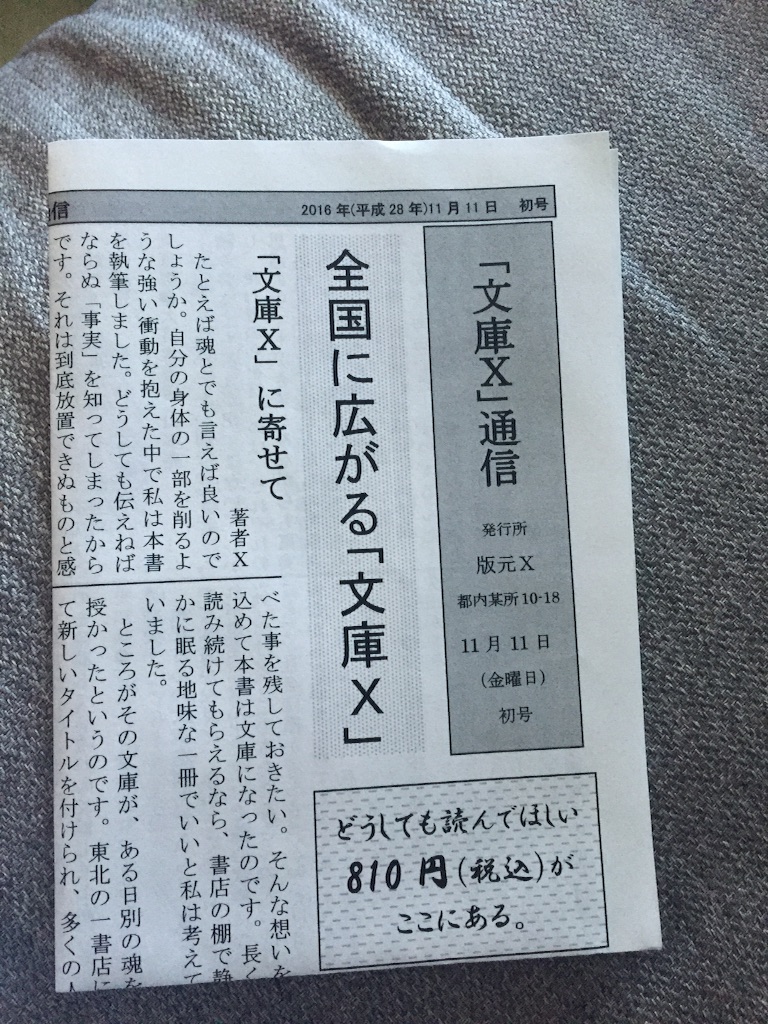 信
2016年(平成28年)11月11日 初号
「文庫X」通信
発行所
版元X
都内某所10-18
11月11日
(金曜日)
初号
全国に広がる「文庫X」
「文庫X」に寄せて
著者X
たとえば魂とでも言えば良いので
しょうか。自分の身体の一部を削るよ
うな強い衝動を抱えた中で私は本書
を執筆しました。どうしても伝えねば
ならぬ「事実」を知ってしまったから
です。それは到底放置できぬものと感
べた事を残しておきたい。そんな想いを
込めて本書は文庫になったのです。長く
読み続けてもらえるなら、書店の棚で静
かに眠る地味な一冊でいいと私は考えて
いました。
ところがその文庫が、ある日別の魂を
授かったというのです。東北の一書店に
て新しいタイトルを付けられ、多くの人
どうしても読んでほしい
810円(税込)が
ここにある。